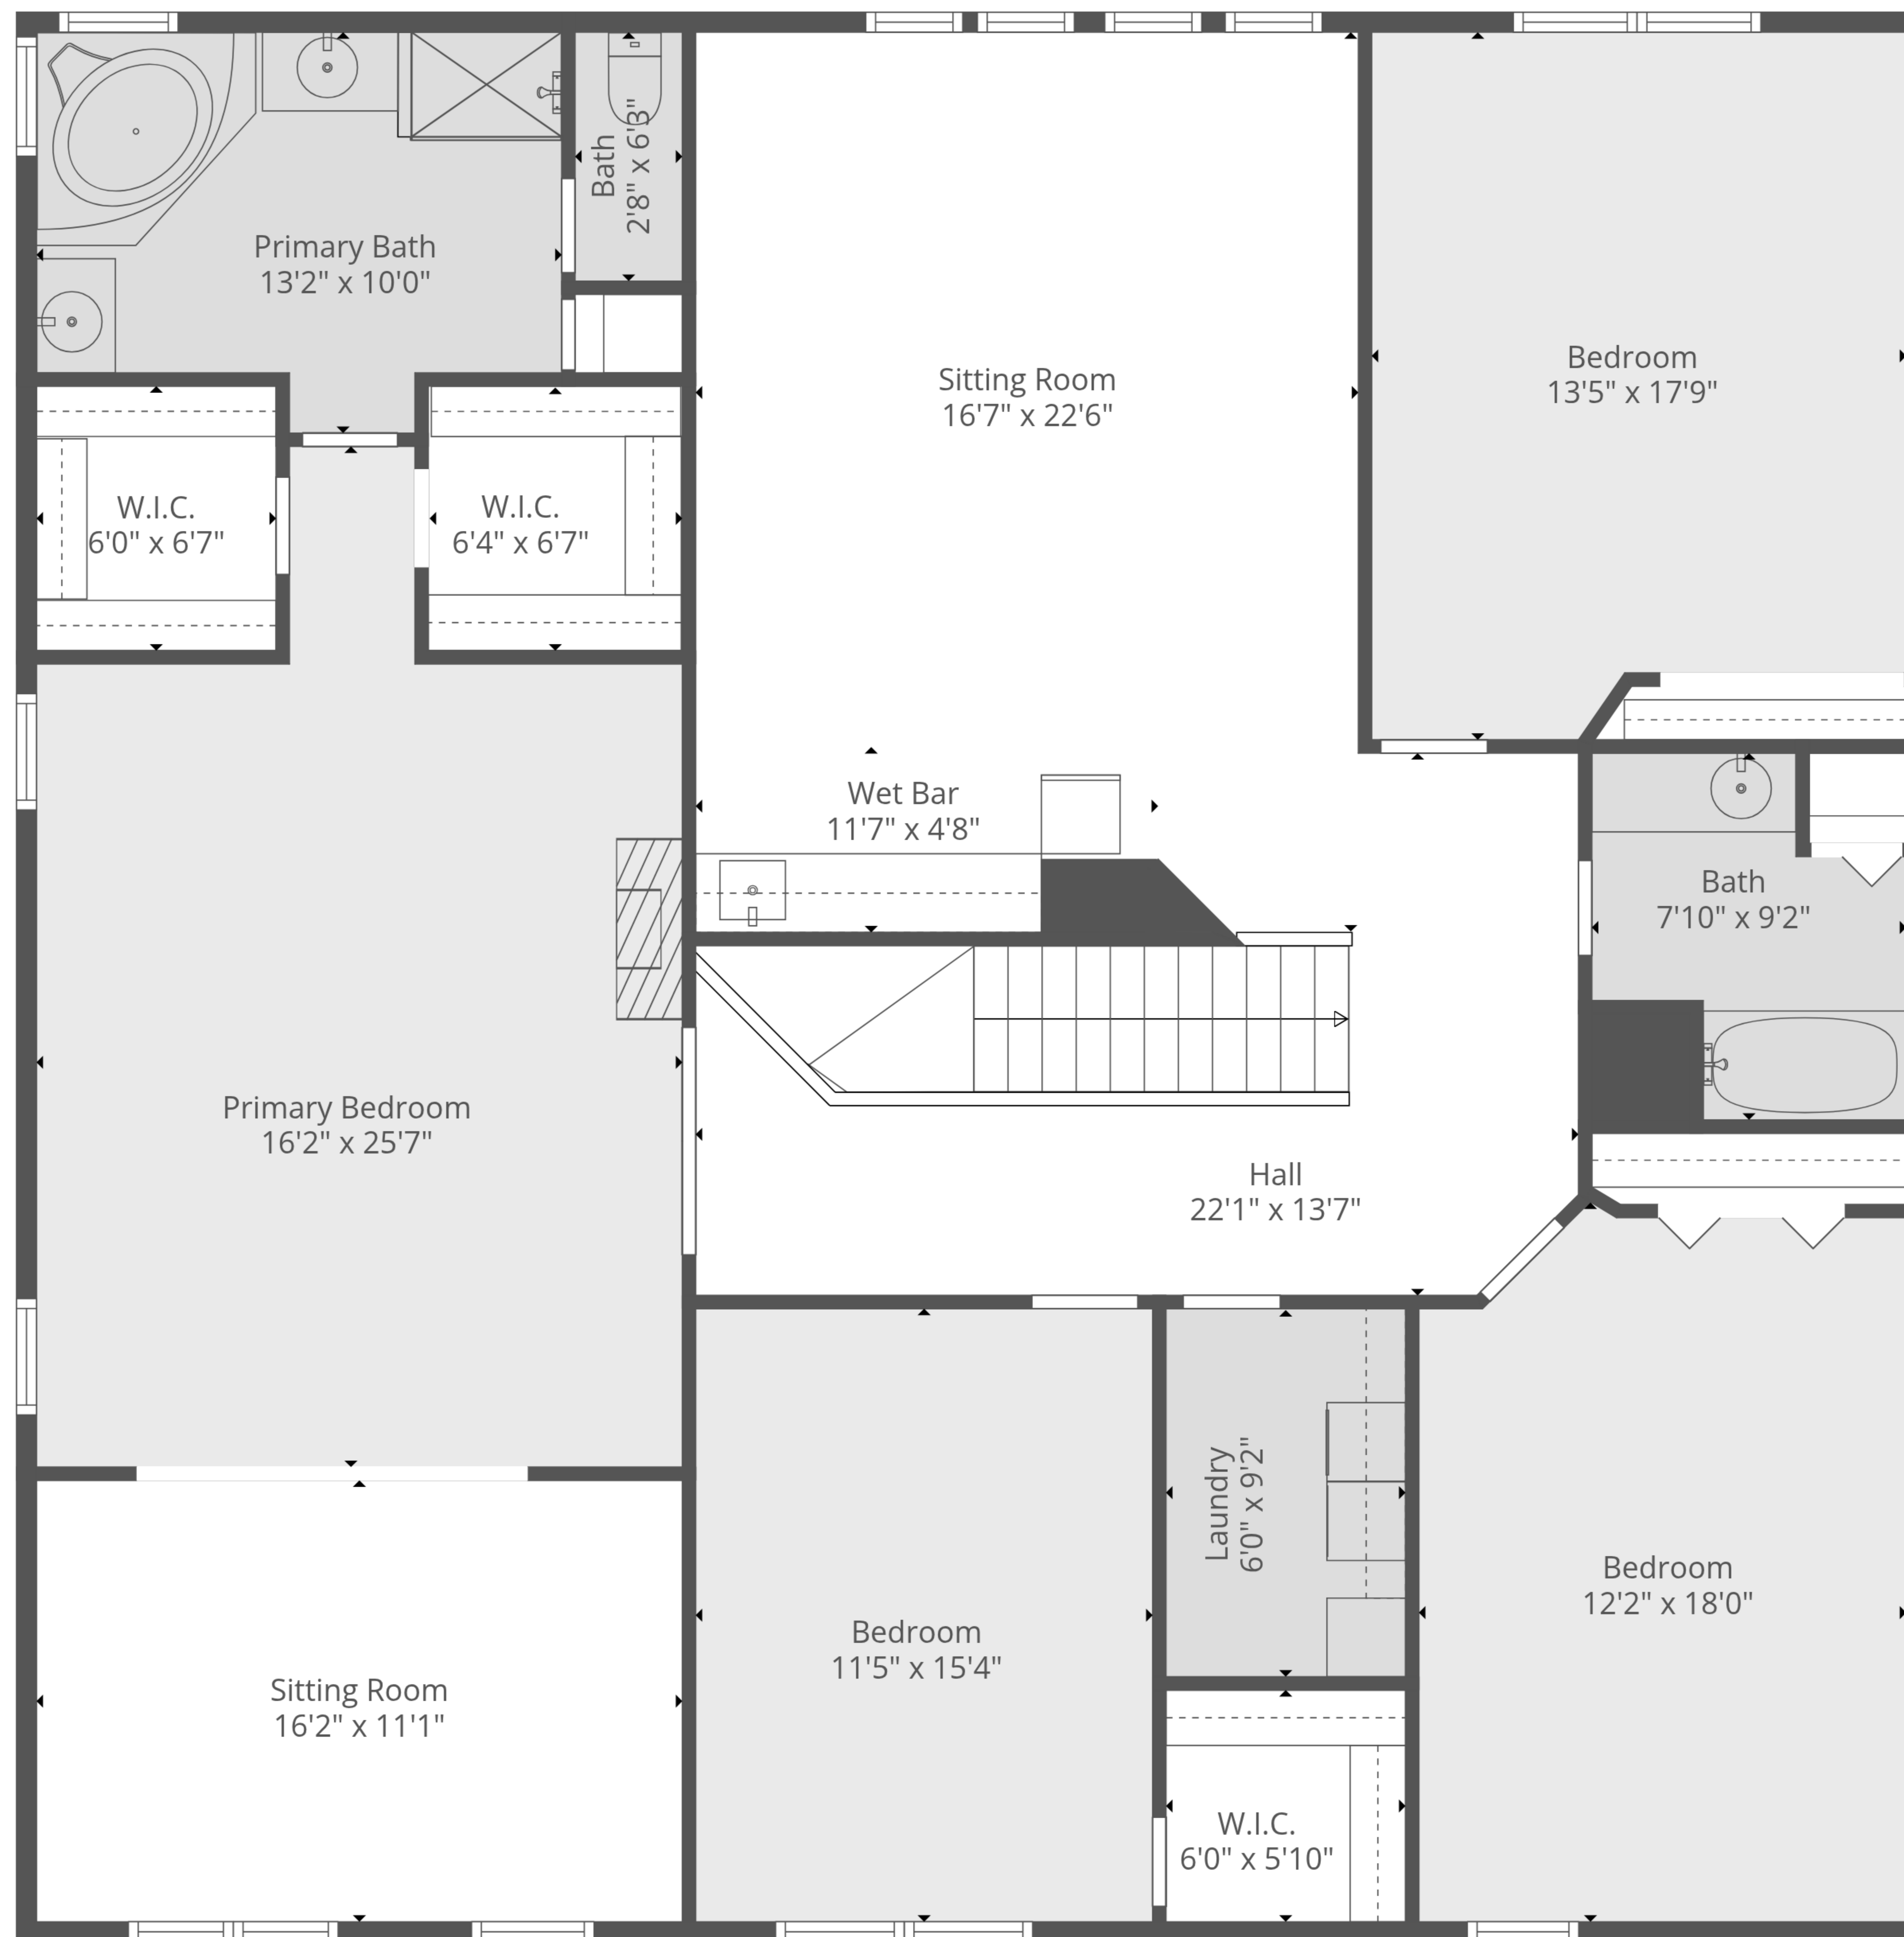 Primary Bath
13'2" x 10'0"
Bath
2'8" x 6'3"
Sitting Room
16'7" x 22'6"
Bedroom
13'5" x 17'9"
W.I.C.
6'0" x 6'7"
W.I.C.
6'4" x 6'7"
Wet Bar
11'7" x 4'8"
Bath
7'10" x 9'2"
Primary Bedroom
16'2" x 25'7"
Hall
22'1" x 13'7"
Laundry
6'0" x 9'2"
Bedroom
12'2" x 18'0"
Bedroom
11'5" x 15'4"
Sitting Room
16'2" x 11'1"
W.I.C.
6'0" x 5'10"